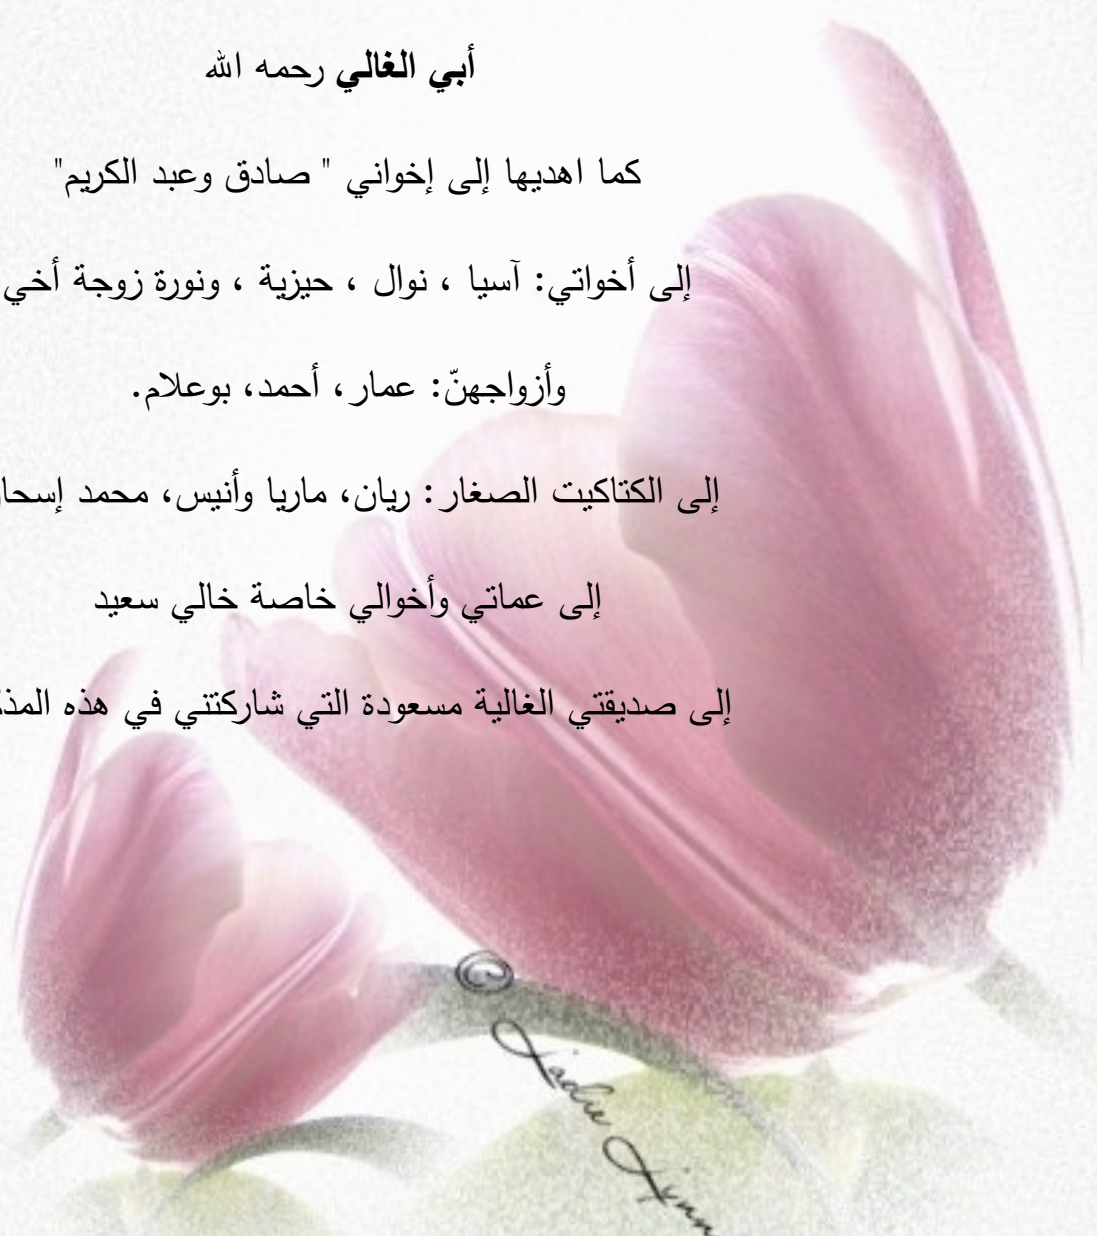 أبي الغالي رحمه الله
كما اهديها إلى إخواني " صادق وعبد الكريم"
إلى أخواتي: آسيا ، نوال ، حيزية ، ونورة زوجة أخي
وأزواجهنّ: عمار، أحمد، بوعلام.
إلى الكتاكيت الصغار: ريان، ماريا وأنيس، محمد
إلى عماتي وأخوالي خاصة خالي سعيد
إلى صديقتي الغالية مسعودة التي شاركتني في هذه
© Jadie Lynn